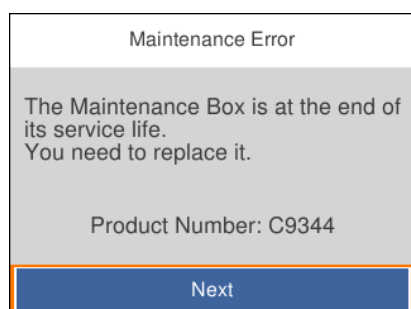 Maintenance Error
The Maintenance Box is at the end of
its service life.
You need to replace it.
Product Number: C9344
Next